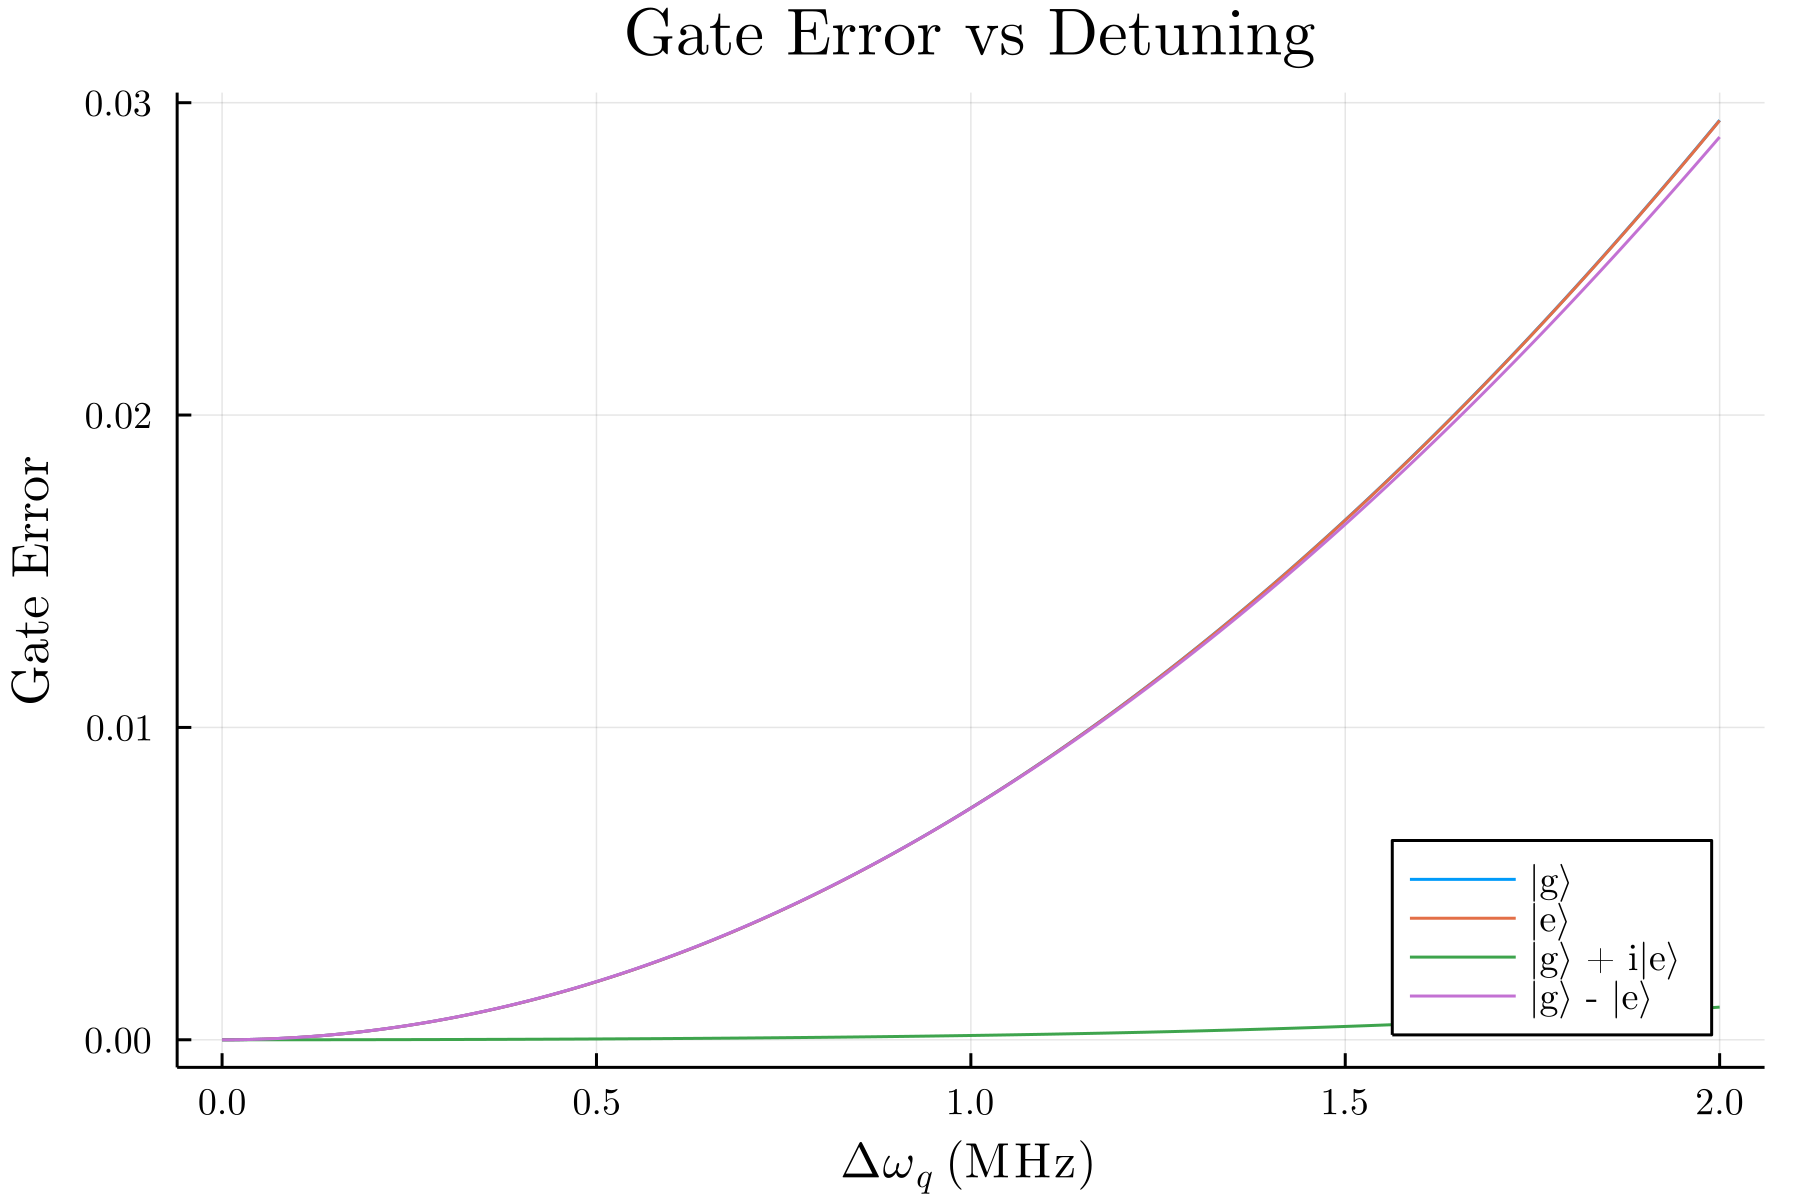 Gate Error vs Detuning
Gate Error
0.03
0.02
0.01
0.00
|g⟩
|e⟩
|g⟩ + i|e⟩
|g⟩ - |e⟩
0.0
0.5
1.0
1.5
2.0
Δω_q (MHz)